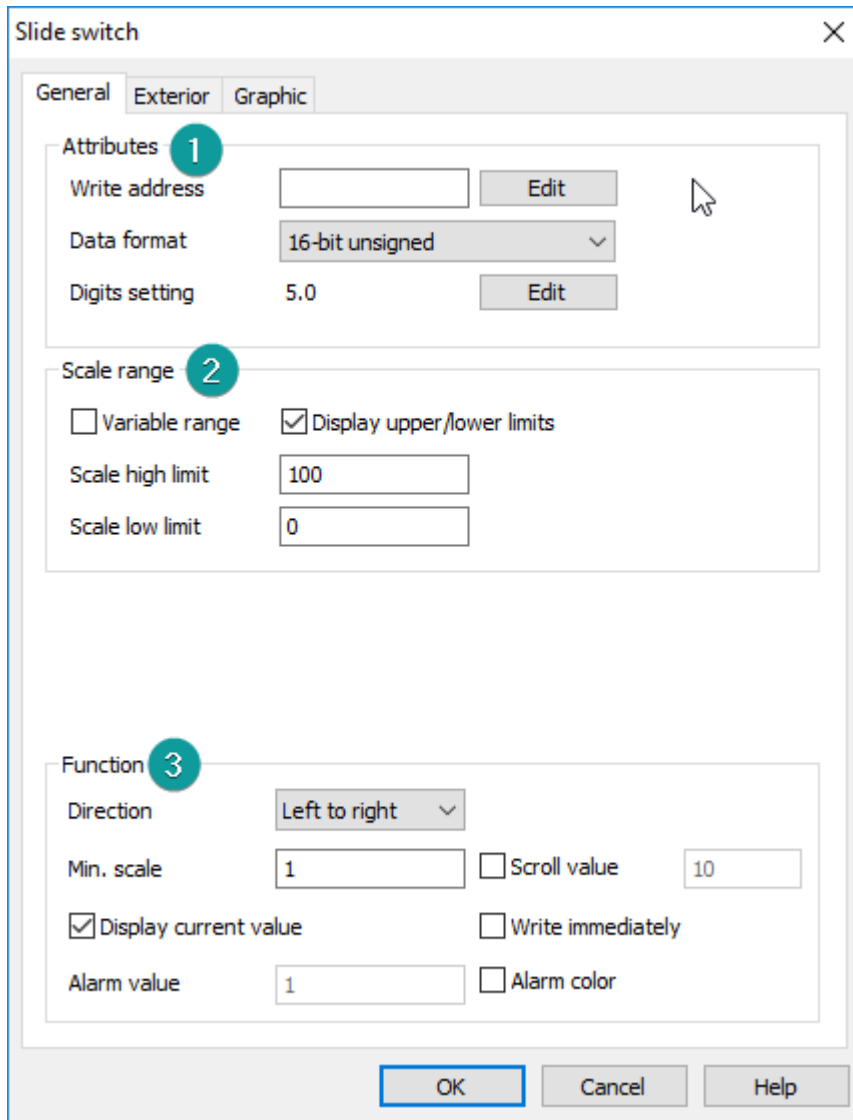 Slide switch
General Exterior Graphic
Attributes 1
Write address Edit
Data format 16-bit unsigned
Digits setting 5.0 Edit
Scale range 2
Variable range Display upper/lower limits
Scale high limit 100
Scale low limit 0
Function 3
Direction Left to right
Min. scale 1 Scroll value 10
Display current value Write immediately
Alarm value 1 Alarm color
OK Cancel Help